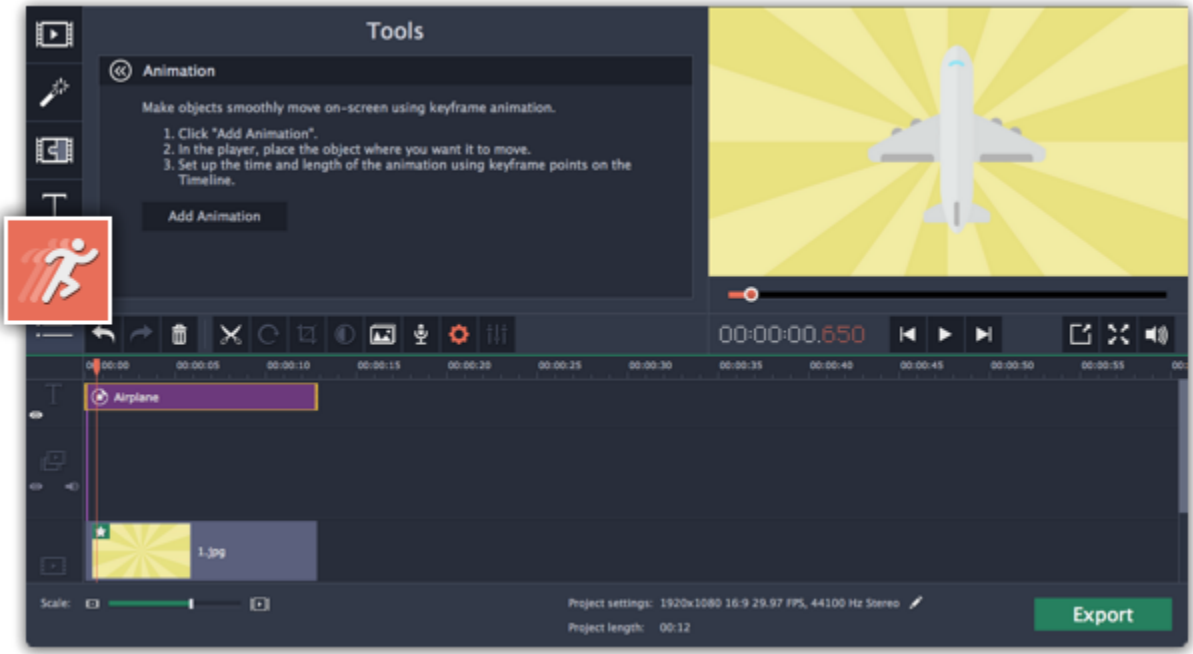 Tools
Animation
Make objects smoothly move on-screen using keyframe animation.
1. Click "Add Animation".
2. In the player, place the object where you want it to move.
3. Set up the time and length of the animation using keyframe points on the
Timeline.
Add Animation
00:00:00.650
00:00:05 00:00:10 00:00:15 00:00:20 00:00:25 00:00:30 00:00:35 00:00:40 00:00:45 00:00:50 00:00:55
Airplane
1.jpg
Scale:
Project settings: 1920x1080 16:9 29.97 FPS, 44100 Hz Stereo
Project length: 00:12
Export